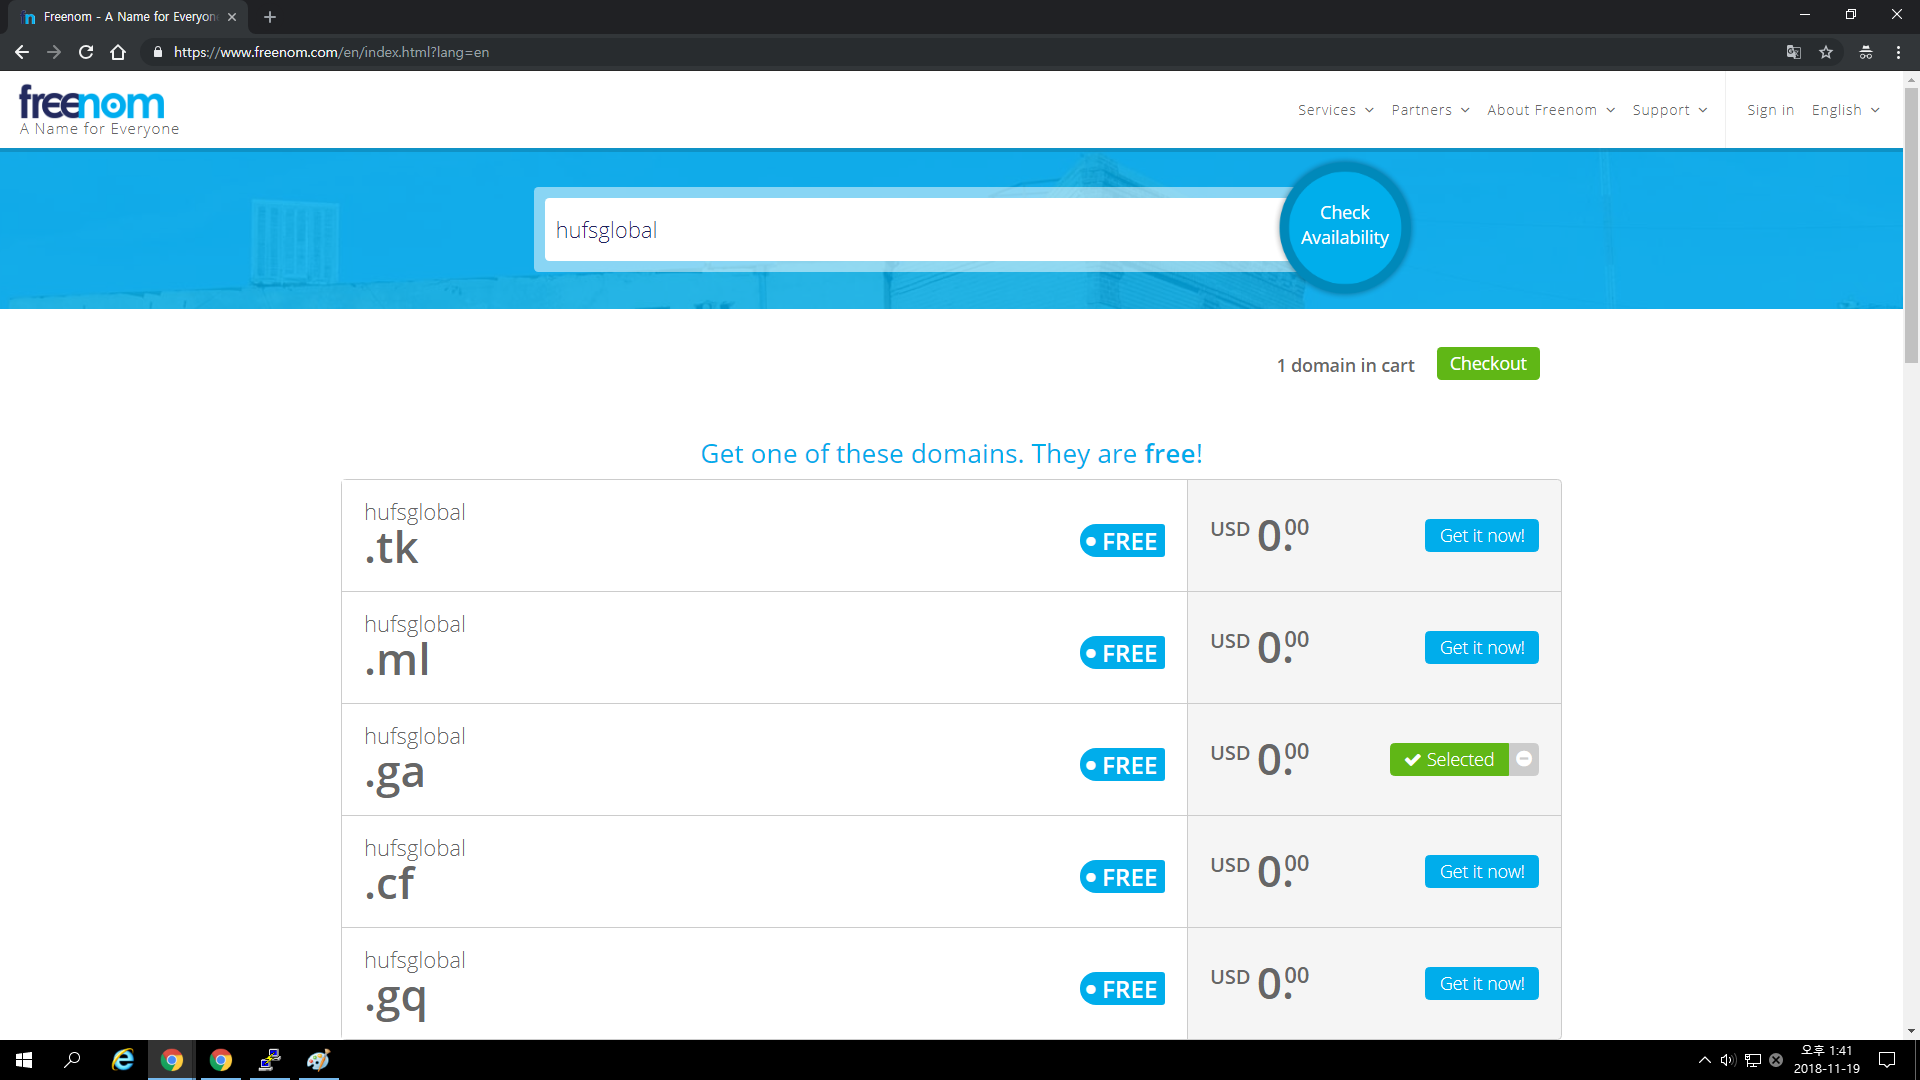 Freenom - A Name for Everyon
https://www.freenom.com/en/index.html?lang=en
freenom
A Name for Everyone
Services Partners About Freenom Support Sign in English
hufsglobal
Check
Availability
1 domain in cart Checkout
Get one of these domains. They are free!
hufsglobal
.tk FREE USD 0.00 Get it now!
hufsglobal
.ml FREE USD 0.00 Get it now!
hufsglobal
.ga FREE USD 0.00 Selected
hufsglobal
.cf FREE USD 0.00 Get it now!
hufsglobal
.gq FREE USD 0.00 Get it now!
오후 1:41
2018-11-19